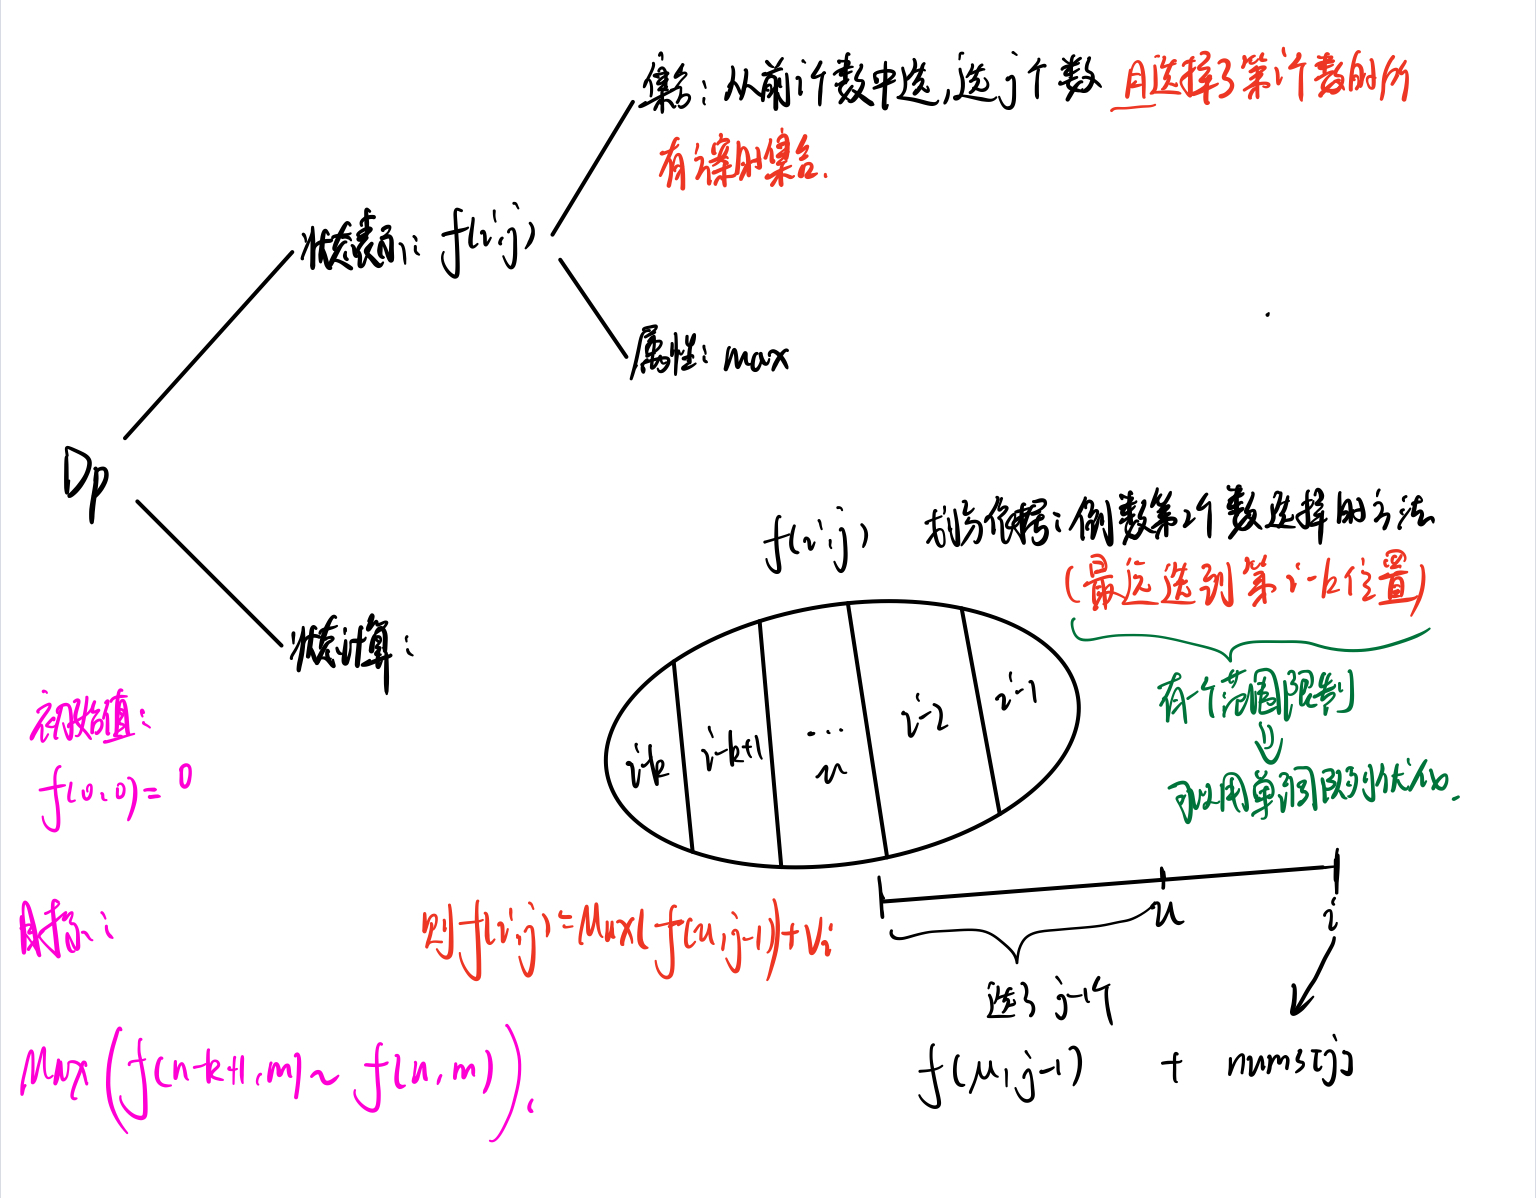 集合：从前i个数中选，选j个数 且选择了第i个数的所
有方案的集合.
状态表示：f(i,j)
属性：max
Dp
f(i,j) 划分依据：倒数第2个数选择的方法
(最远选到第i-k位置)
状态计算：
有一个范围限制
⇓
可以用单调队列优化.
i-k i-k+1 ... u i-2 i-1
初始值：
f(0,0)=0
u i
目标：
则f(i,j)=Max(f(u,j-1))+Vi
选了j-1个
f(u,j-1) + nums[j]
Max(f(n-k+1,m)~f(n,m)).